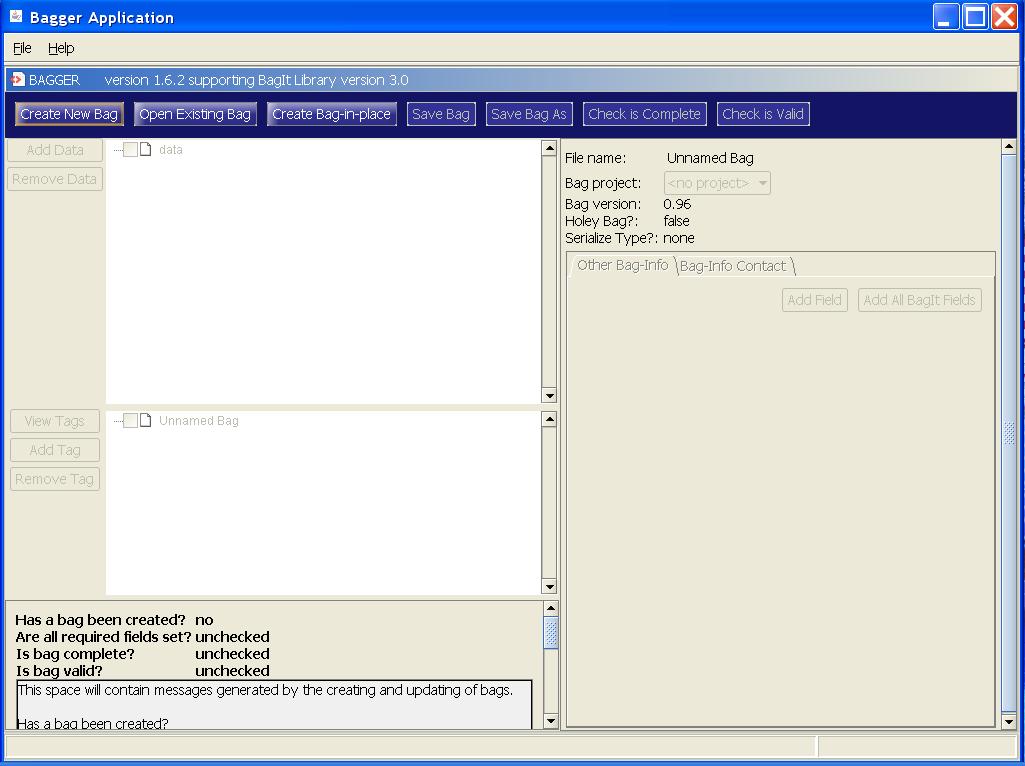 Bagger Application
File Help
BAGGER version 1.6.2 supporting BagIt Library version 3.0
Create New Bag Open Existing Bag Create Bag-in-place Save Bag Save Bag As Check is Complete Check is Valid
Add Data
Remove Data
data
View Tags
Add Tag
Remove Tag
Unnamed Bag
Has a bag been created? no
Are all required fields set? unchecked
Is bag complete? unchecked
Is bag valid? unchecked
This space will contain messages generated by the creating and updating of bags.
Has a bag been created?
File name: Unnamed Bag
Bag project: <no project>
Bag version: 0.96
Holey Bag?: false
Serialize Type?: none
Other Bag-Info Bag-Info Contact
Add Field Add All BagIt Fields